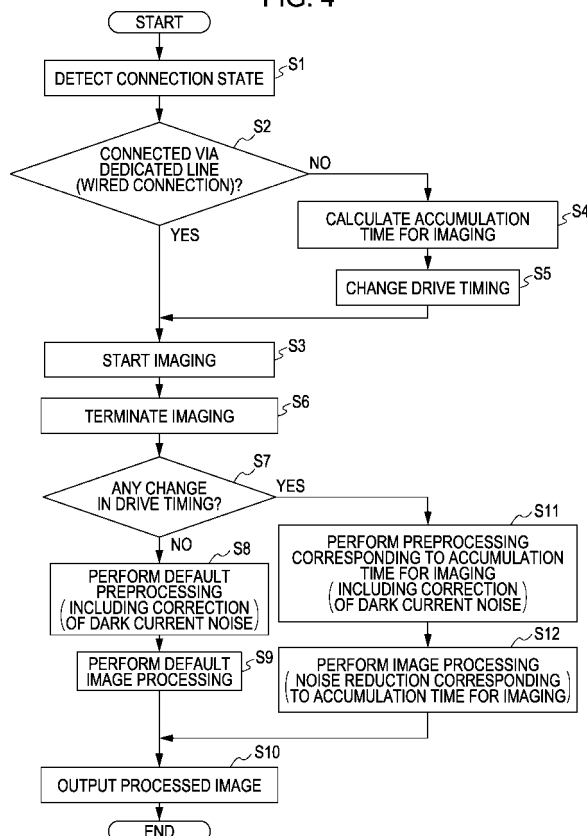 FIG. 4
START
DETECT CONNECTION STATE
S1
S2
CONNECTED VIA
DEDICATED LINE
(WIRED CONNECTION)?
NO
YES
S4
CALCULATE ACCUMULATION
TIME FOR IMAGING
S5
CHANGE DRIVE TIMING
START IMAGING
S3
TERMINATE IMAGING
S6
S7
ANY CHANGE
IN DRIVE TIMING?
YES
NO
S8
PERFORM DEFAULT
PREPROCESSING
(INCLUDING CORRECTION
OF DARK CURRENT NOISE)
S11
PERFORM PREPROCESSING
CORRESPONDING TO ACCUMULATION
TIME FOR IMAGING
(INCLUDING CORRECTION
OF DARK CURRENT NOISE)
S9
PERFORM DEFAULT
IMAGE PROCESSING
S12
PERFORM IMAGE PROCESSING
(NOISE REDUCTION CORRESPONDING
TO ACCUMULATION TIME FOR IMAGING)
S10
OUTPUT PROCESSED IMAGE
END